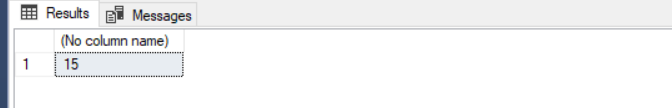 Results Messages
(No column name)
1 15